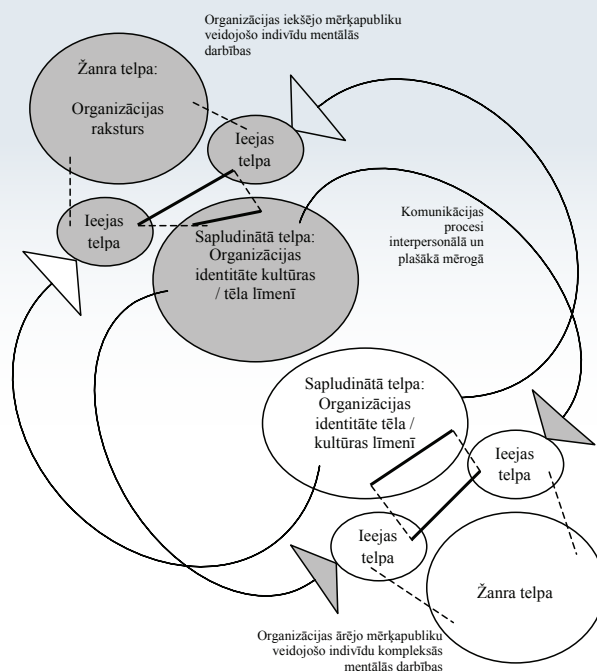 Organizācijas iekšējo mērķapubliku
veidojošo indivīdu mentālās
darbības
Žanra telpa:
Organizācijas
raksturs
Ieejas
telpa
Ieejas
telpa
Sapludinātā telpa:
Organizācijas
identitāte kultūras
/ tēla līmenī
Komunikācijas
procesi
interpersonālā un
plašākā mērogā
Sapludinātā telpa:
Organizācijas
identitāte tēla /
kultūras līmenī
Ieejas
telpa
Ieejas
telpa
Žanra telpa
Organizācijas ārējo mērķapubliku
veidojošo indivīdu kompleksās
mentālās darbības